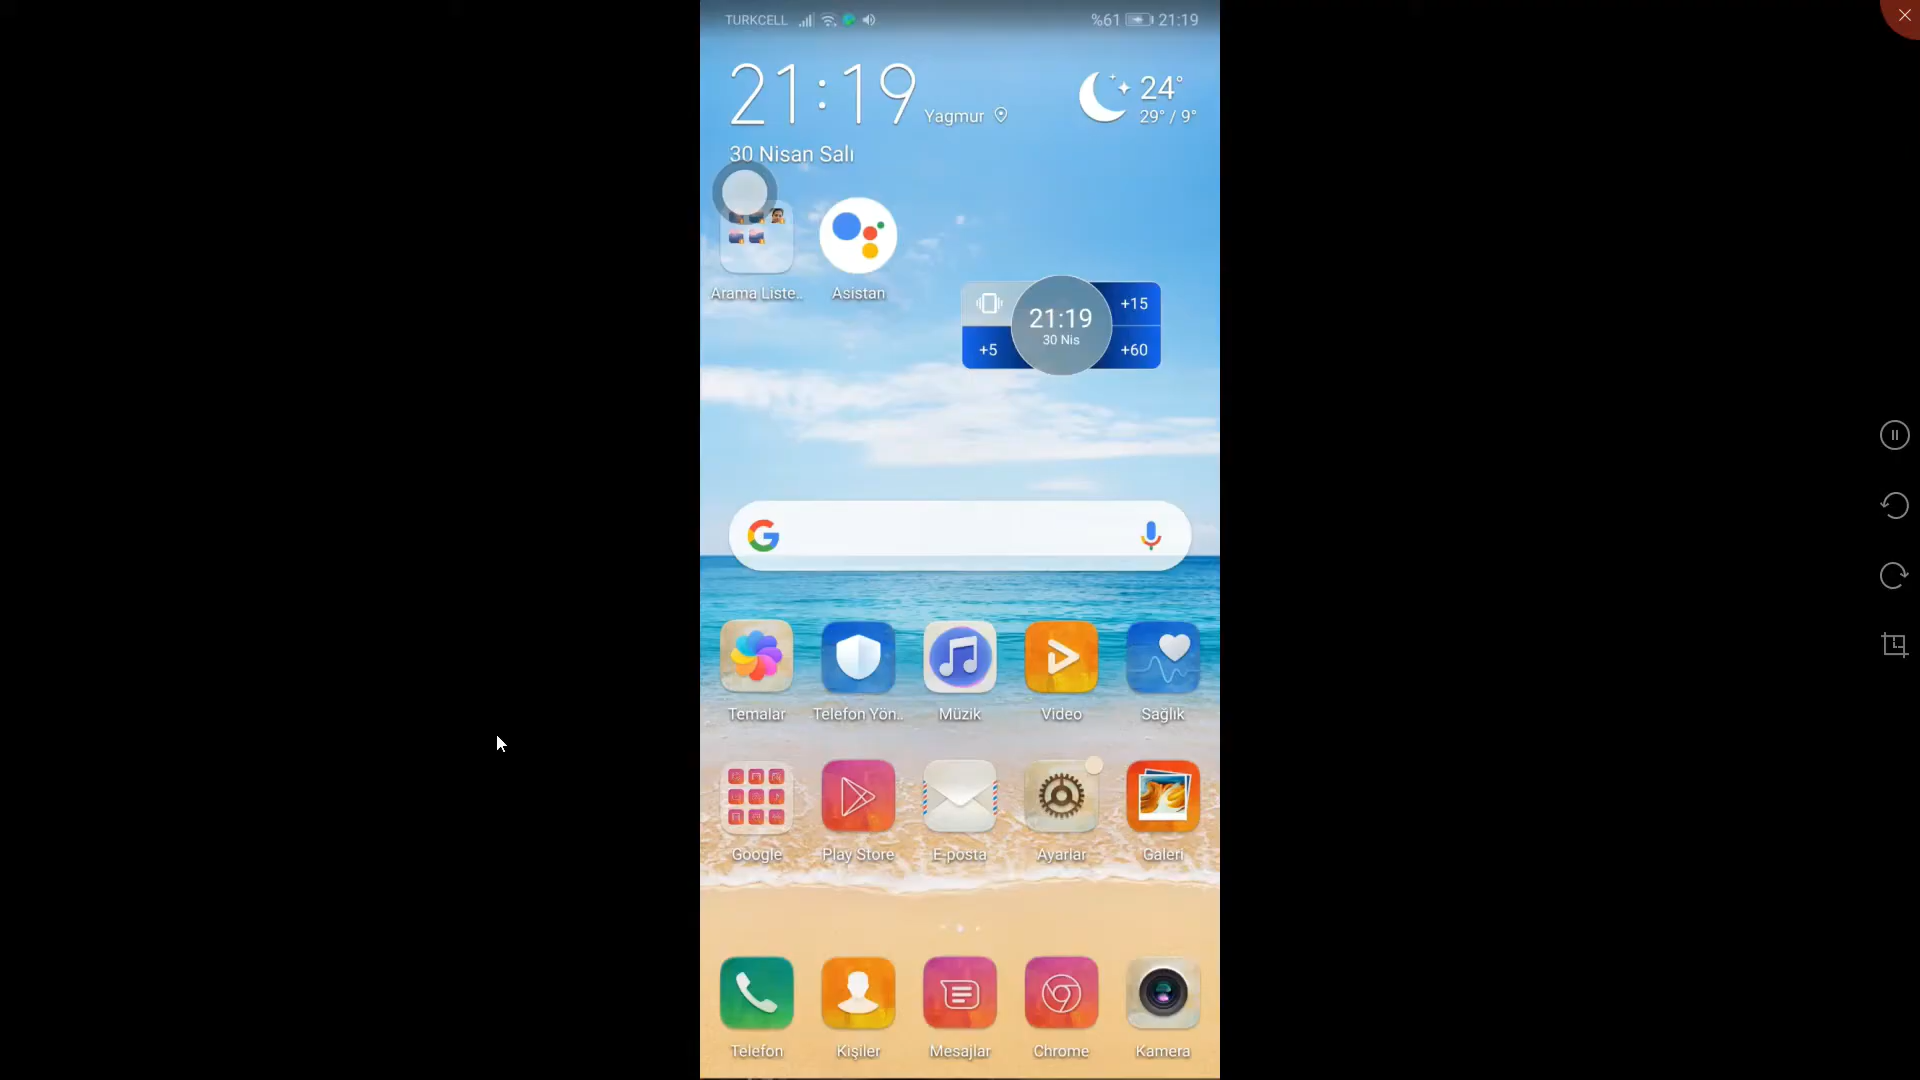 TURKCELL
%61 21:19
21:19
Yagmur
24°
29° / 9°
30 Nisan Salı
Arama Liste..
Asistan
+15
21:19
30 Nis
+5
+60
Temalar
Telefon Yön..
Müzik
Video
Sağlık
Google
Play Store
E-posta
Ayarlar
Galeri
Telefon
Kişiler
Mesajlar
Chrome
Kamera